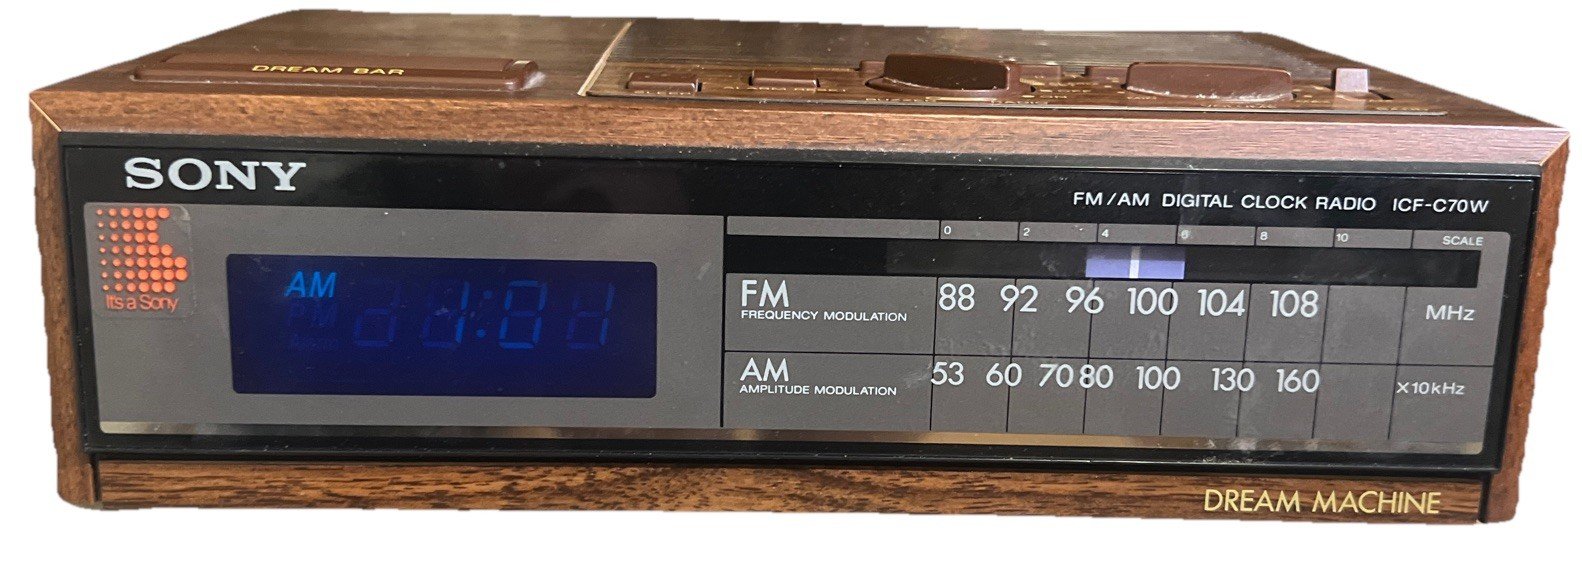 DREAM BAR
SONY
FM/AM DIGITAL CLOCK RADIO ICF-C70W
It's a Sony
0 2 4 6 8 10 SCALE
AM
FM 88 92 96 100 104 108 MHz
FREQUENCY MODULATION
AM 53 60 70 80 100 130 160 X10kHz
AMPLITUDE MODULATION
DREAM MACHINE